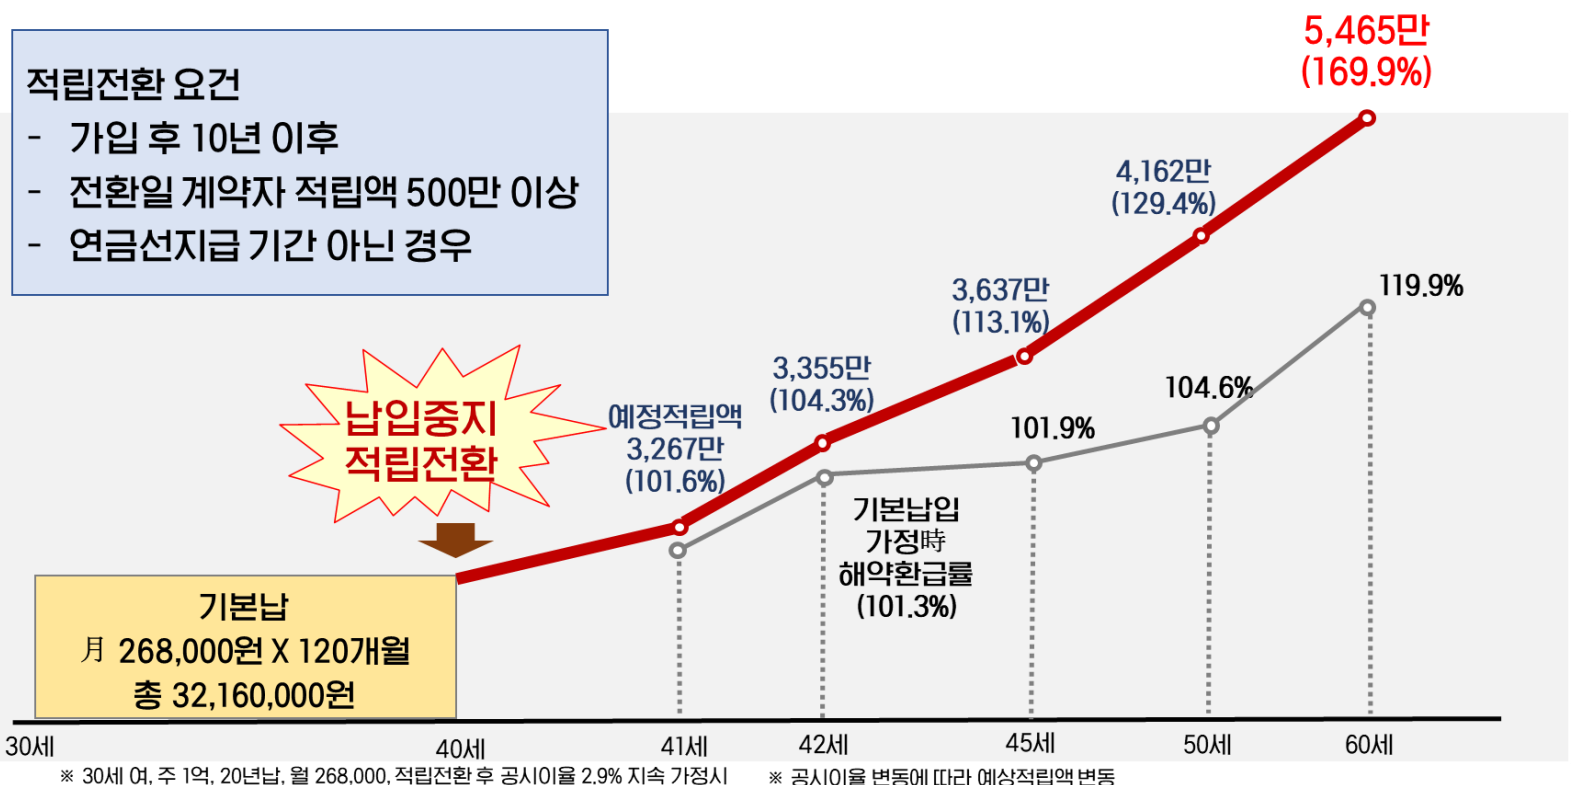 적립전환 요건
- 가입 후 10년 이후
- 전환일 계약자 적립액 500만 이상
- 연금선지급 기간 아닌 경우
5,465만
(169.9%)
4,162만
(129.4%)
3,637만
(113.1%)
3,355만
(104.3%)
예정적립액
3,267만
(101.6%)
납입중지
적립전환
119.9%
104.6%
101.9%
기본납입
가정時
해약환급률
(101.3%)
기본납
月 268,000원 X 120개월
총 32,160,000원
30세 40세 41세 42세 45세 50세 60세
※ 30세 여, 주 1억, 20년납, 월 268,000, 적립전환 후 공시이율 2.9% 지속 가정시 ※ 공시이율 변동에 따라 예상적립액 변동